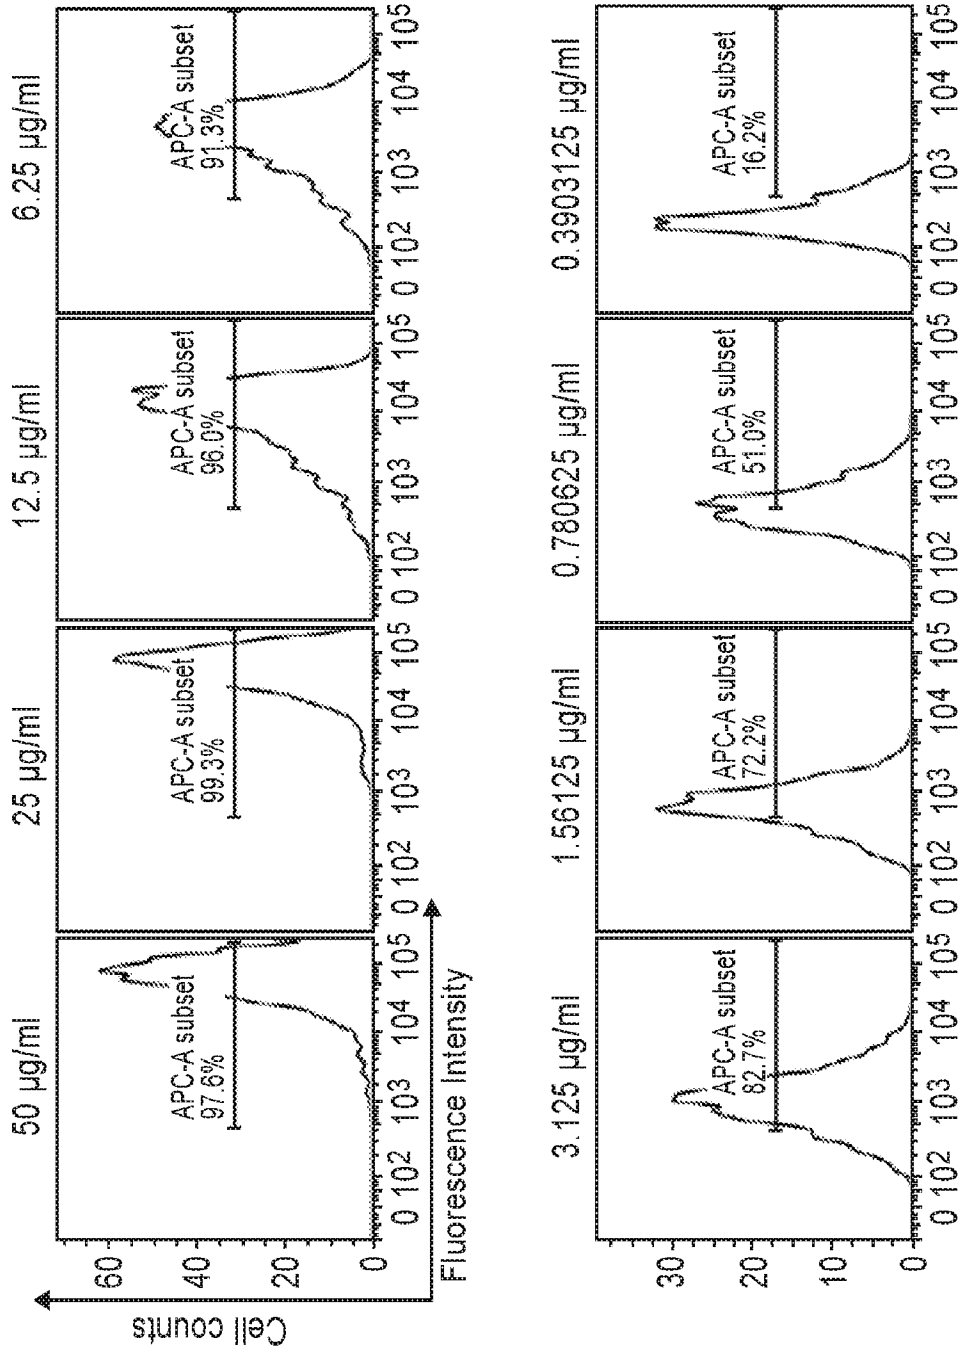 50 µg/ml
25 µg/ml
12.5 µg/ml
6.25 µg/ml
Cell counts
60
40
20
0
APC-A subset
97.6%
APC-A subset
99.3%
APC-A subset
96.0%
APC-A subset
91.3%
0 102 103 104 105
0 102 103 104 105
0 102 103 104 105
0 102 103 104 105
Fluorescence Intensity
3.125 µg/ml
1.56125 µg/ml
0.780625 µg/ml
0.3903125 µg/ml
30
20
10
0
APC-A subset
82.7%
APC-A subset
72.2%
APC-A subset
51.0%
APC-A subset
16.2%
0 102 103 104 105
0 102 103 104 105
0 102 103 104 105
0 102 103 104 105